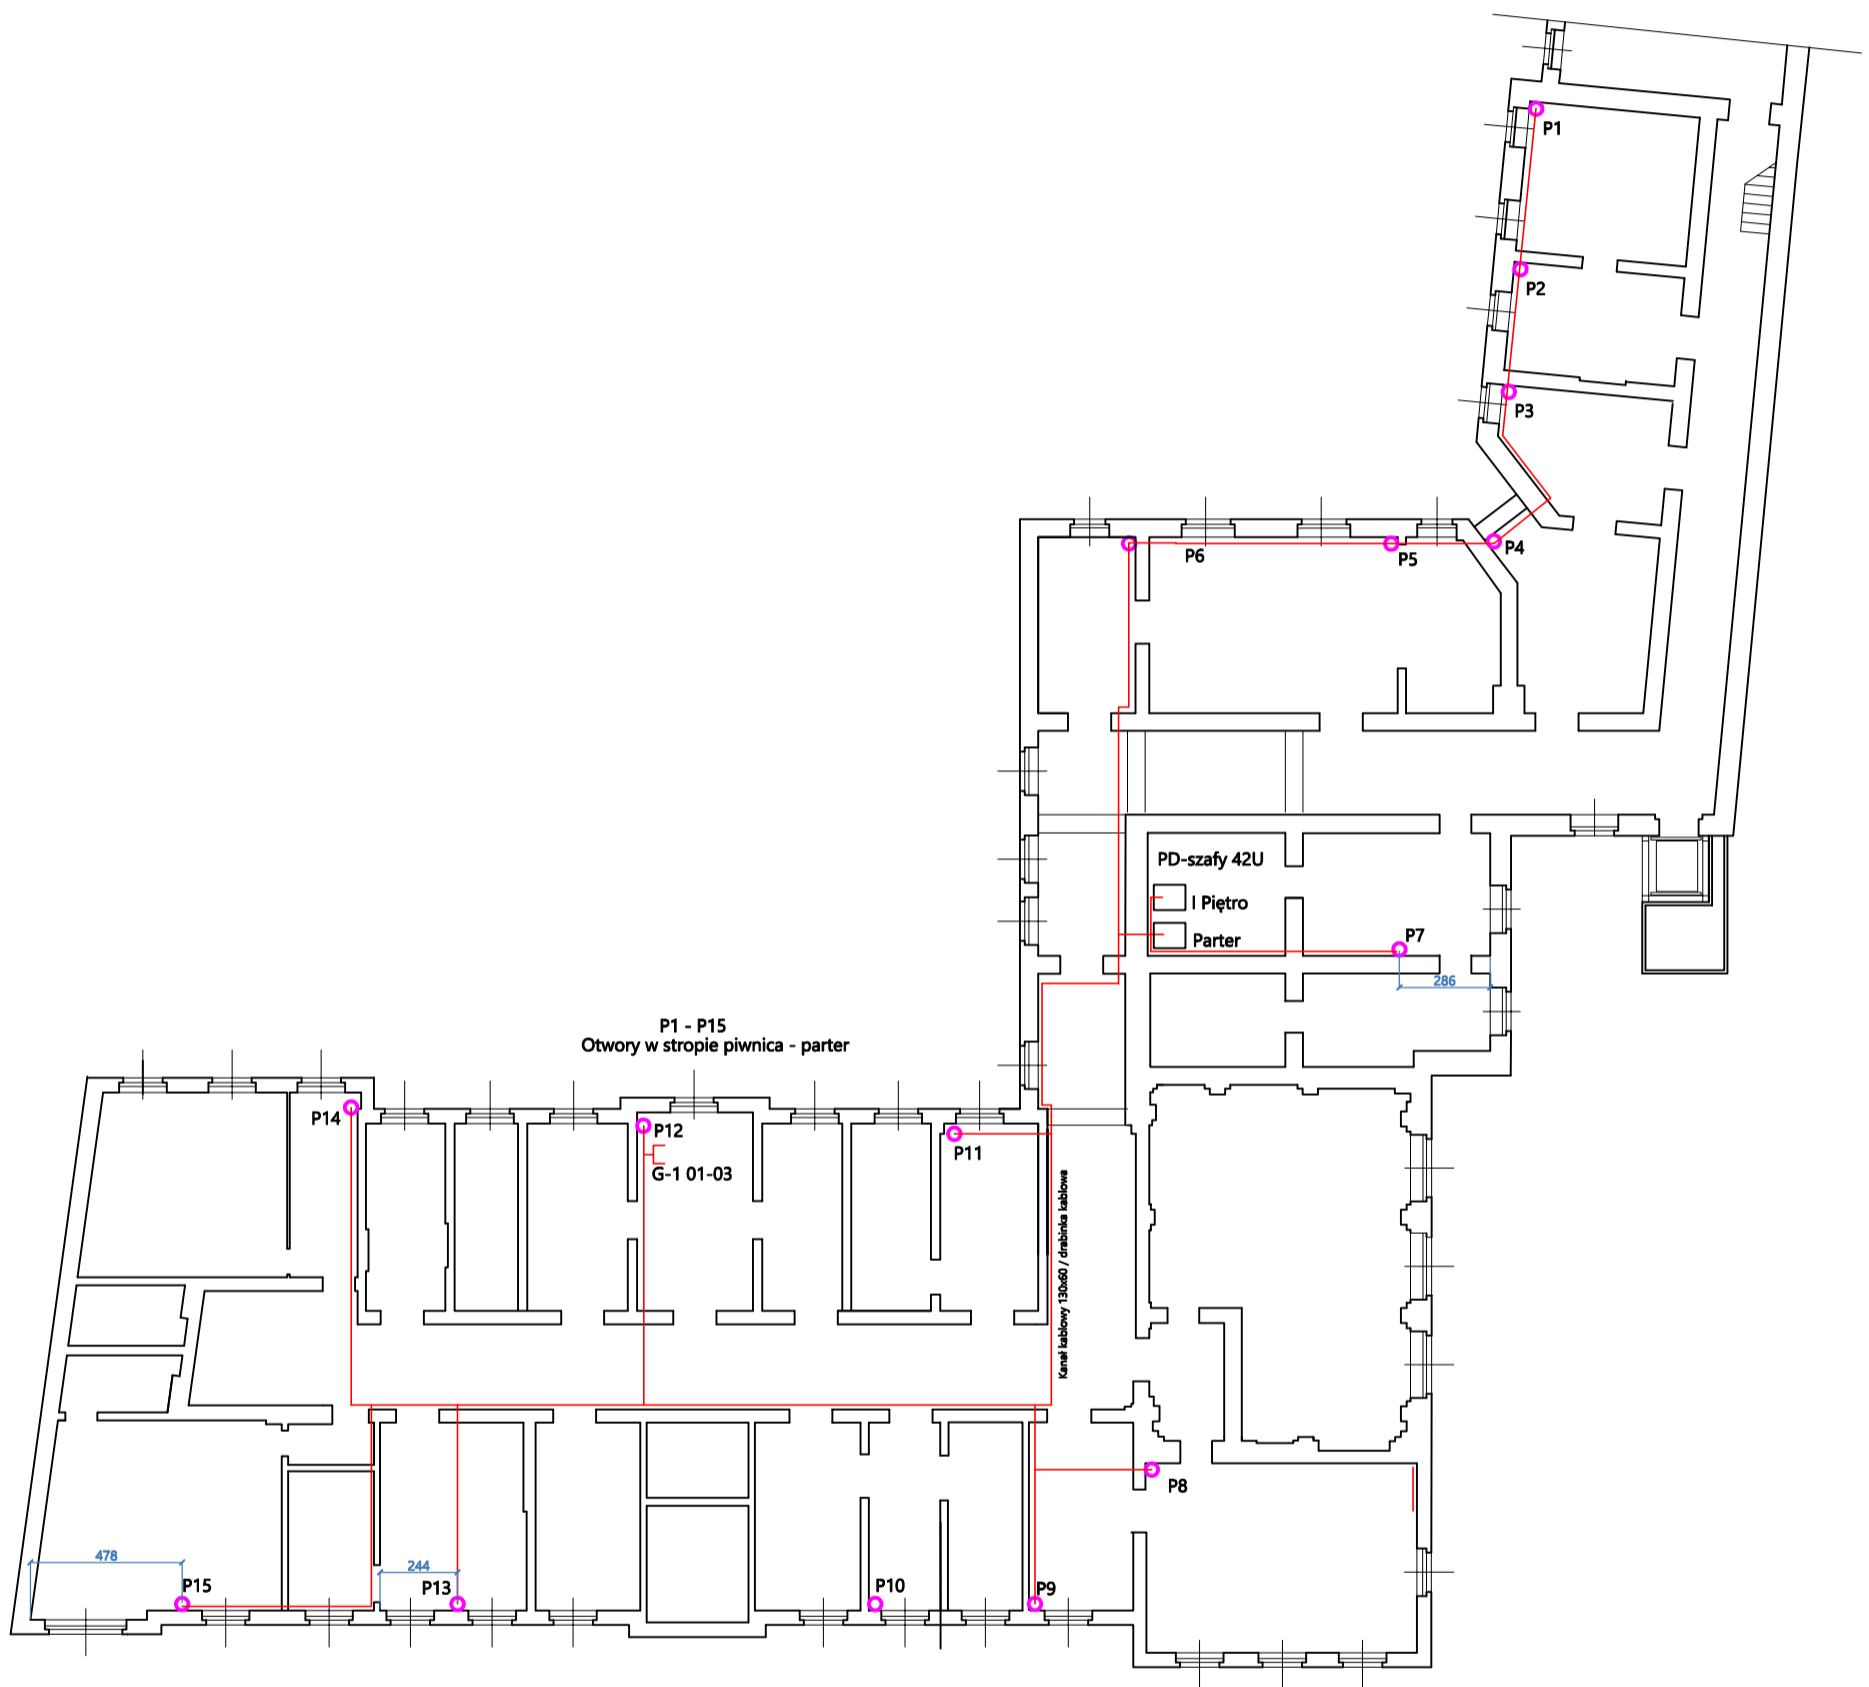 P1
P2
P3
P4
P5
P6
PD-szafy 42U
I Piętro
Parter
P7
286
P1 - P15
Otwory w stropie piwnica - parter
P14
P12
G-1 01-03
P11
Kanał kablowy 130x60 / drabinka kablowa
P8
478
P15
244
P13
P10
P9